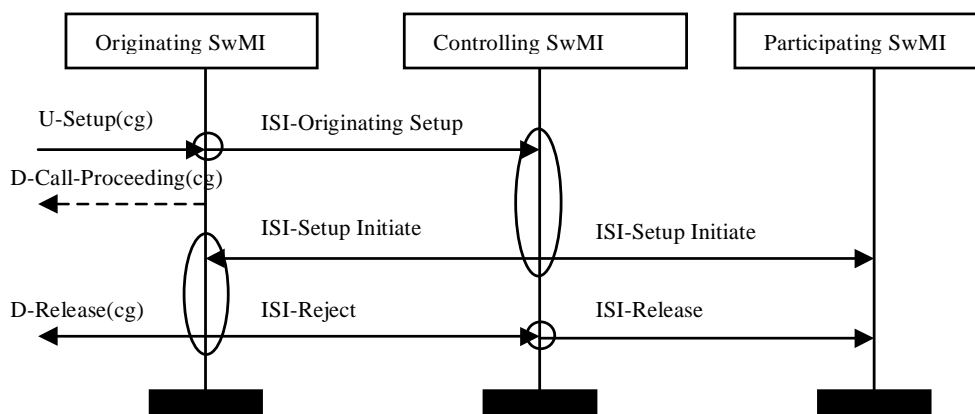 Originating SwMI
Controlling SwMI
Participating SwMI
U-Setup(cg)
ISI-Originating Setup
D-Call-Proceeding(cg)
ISI-Setup Initiate
ISI-Setup Initiate
D-Release(cg)
ISI-Reject
ISI-Release